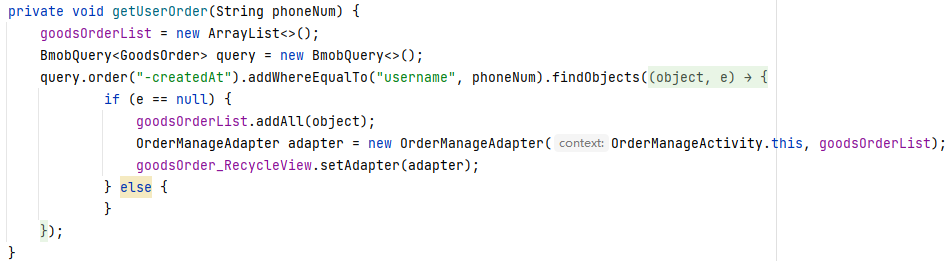 private void getUserOrder(String phoneNum) {
    goodsOrderList = new ArrayList<>();
    BmobQuery<GoodsOrder> query = new BmobQuery<>();
    query.order("-createdAt").addWhereEqualTo("username", phoneNum).findObjects((object, e) → {
            if (e == null) {
                goodsOrderList.addAll(object);
                OrderManageAdapter adapter = new OrderManageAdapter( context: OrderManageActivity.this, goodsOrderList);
                goodsOrder_RecycleView.setAdapter(adapter);
            } else {
            }
    });
}